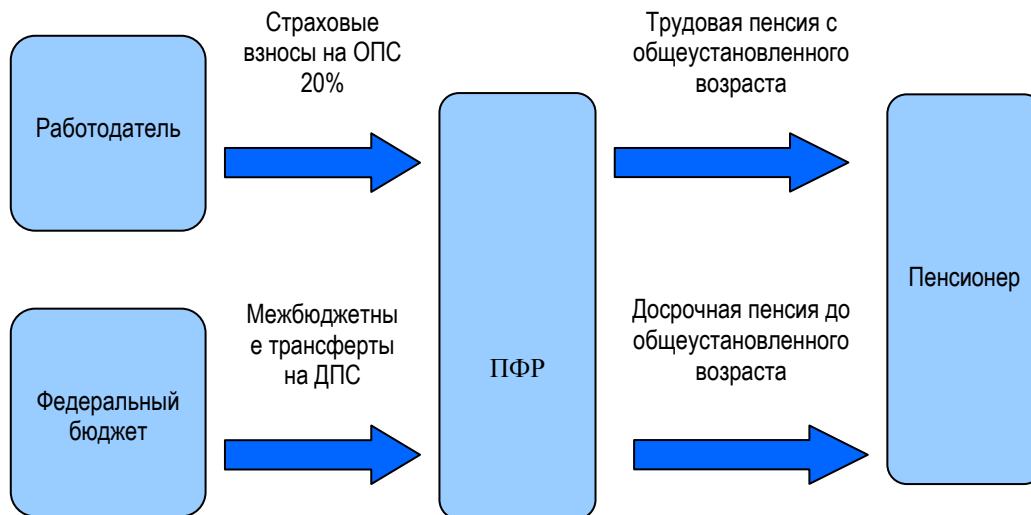 Страховые
взносы на ОПС
20%
Трудовая пенсия с
общеустановленного
возраста
Работодатель
Пенсионер
Межбюджетны
е трансферты
на ДПС
ПФР
Досрочная пенсия до
общеустановленного
возраста
Федеральный
бюджет